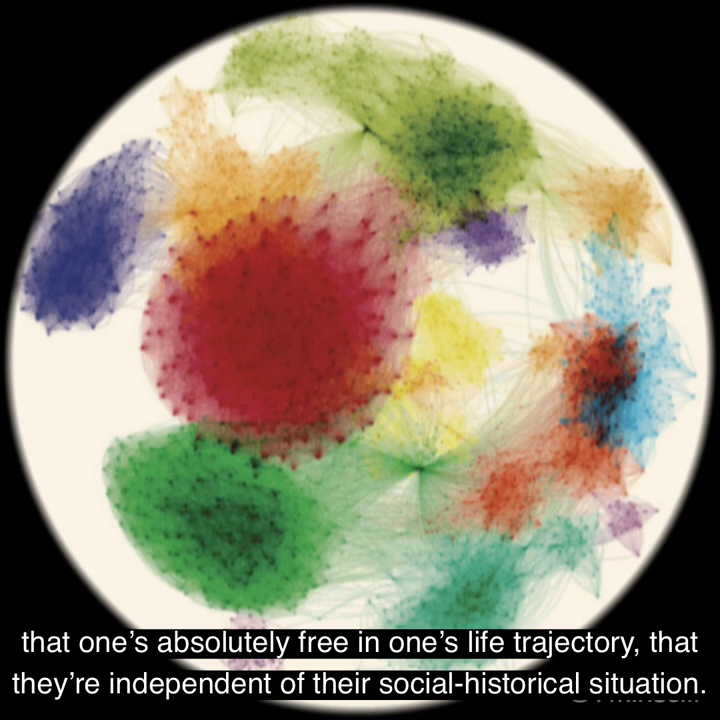 that one’s absolutely free in one’s life trajectory, that
they’re independent of their social-historical situation.